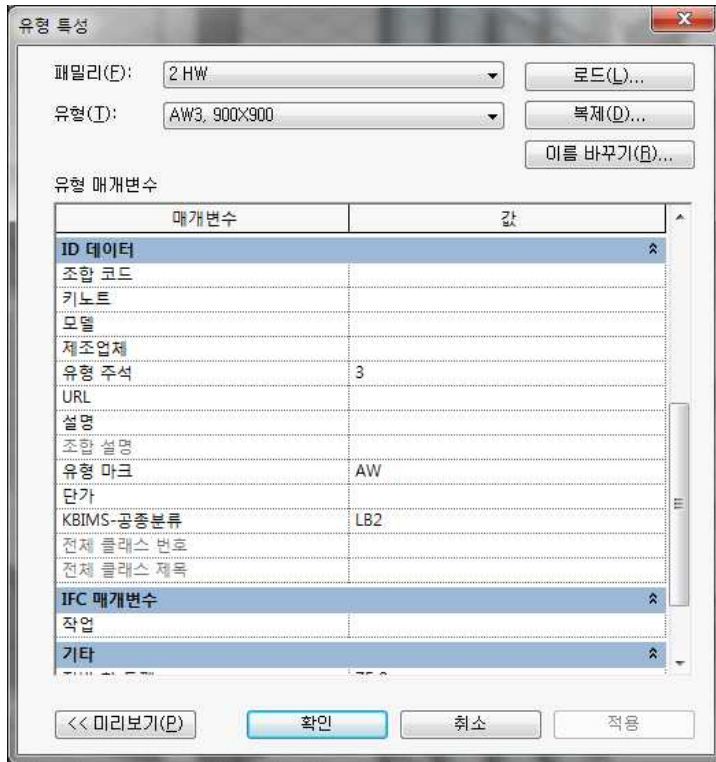 유형 특성
패밀리(F): 2 HW 로드(L)...
유형(T): AW3, 900X900 복제(D)...
이름 바꾸기(R)...
유형 매개변수
매개변수 값
ID 데이터
조합 코드
키노트
모델
제조업체
유형 주석 3
URL
설명
조합 설명
유형 마크 AW
단가
KBIMS-공종분류 LB2
전체 클래스 번호
전체 클래스 제목
IFC 매개변수
작업
기타
<< 미리보기(P) 확인 취소 적용